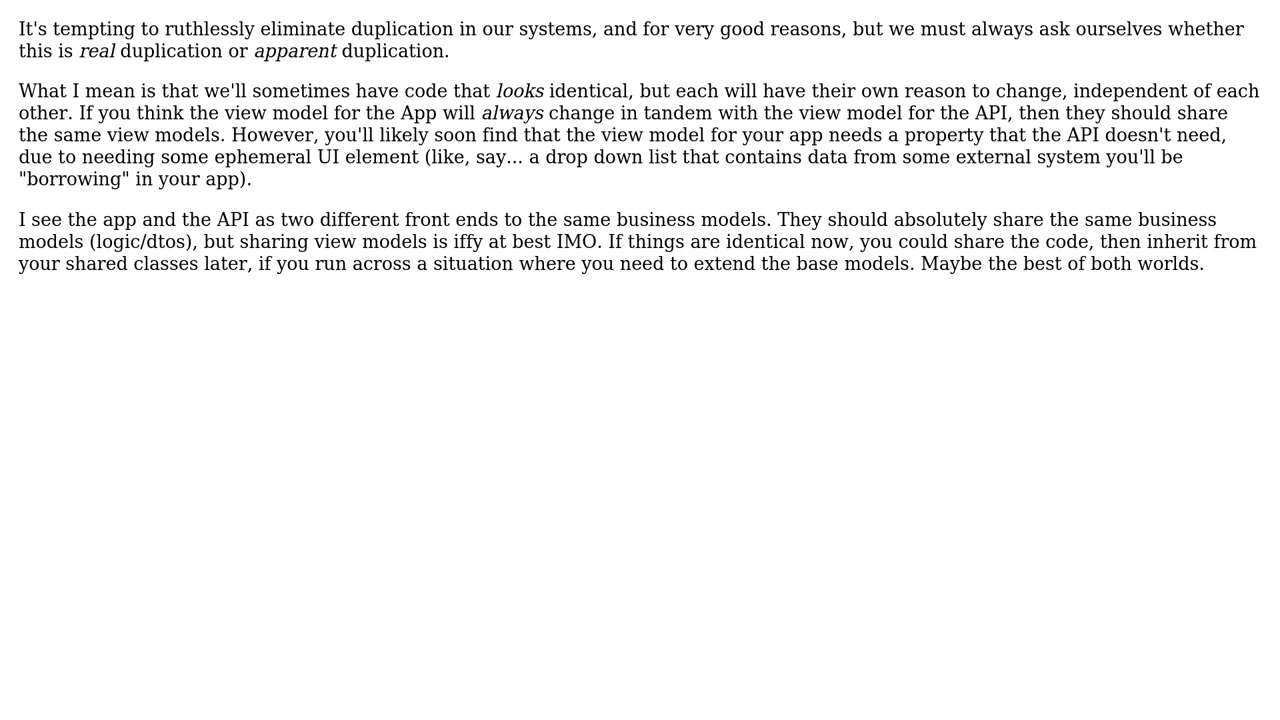 It's tempting to ruthlessly eliminate duplication in our systems, and for very good reasons, but we must always ask ourselves whether
this is real duplication or apparent duplication.
What I mean is that we'll sometimes have code that looks identical, but each will have their own reason to change, independent of each
other. If you think the view model for the App will always change in tandem with the view model for the API, then they should share
the same view models. However, you'll likely soon find that the view model for your app needs a property that the API doesn't need,
due to needing some ephemeral UI element (like, say... a drop down list that contains data from some external system you'll be
"borrowing" in your app).
I see the app and the API as two different front ends to the same business models. They should absolutely share the same business
models (logic/dtos), but sharing view models is iffy at best IMO. If things are identical now, you could share the code, then inherit from
your shared classes later, if you run across a situation where you need to extend the base models. Maybe the best of both worlds.